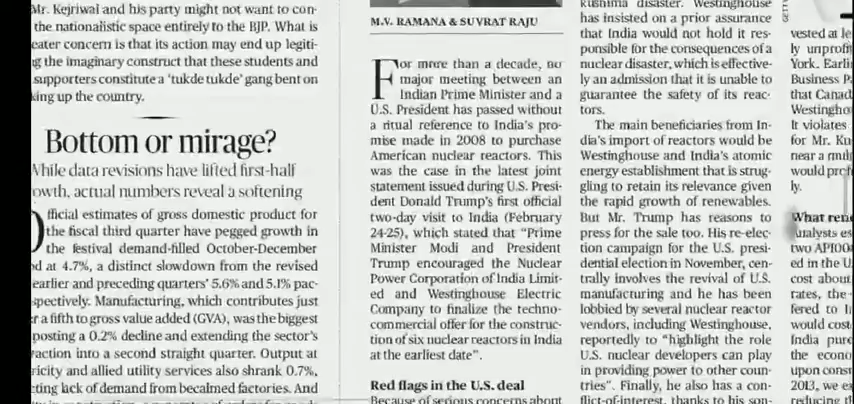 Mr. Kejriwal and his party might not want to con-
the nationalistic space entirely to the BJP. What is
eater concern is that its action may end up legiti-
g the imaginary construct that these students and
supporters constitute a 'tukde tukde' gang bent on
king up the country.
Bottom or mirage?
While data revisions have lifted first-half
owth, actual numbers reveal a softening
Official estimates of gross domestic product for
the fiscal third quarter have pegged growth in
the festival demand-filled October-December
d at 4.7%, a distinct slowdown from the revised
earlier and preceding quarters' 5.6% and 5.1% pac-
spectively. Manufacturing, which contributes just
r a fifth to gross value added (GVA), was the biggest
posting a 0.2% decline and extending the sector's
raction into a second straight quarter. Output at
ricity and allied utility services also shrank 0.7%,
cting lack of demand from becalmed factories. And
M.V. RAMANA & SUVRAT RAJU
For more than a decade, no
major meeting between an
Indian Prime Minister and a
U.S. President has passed without
a ritual reference to India's pro-
mise made in 2008 to purchase
American nuclear reactors. This
was the case in the latest joint
statement issued during U.S. Presi-
dent Donald Trump's first official
two-day visit to India (February
24-25), which stated that "Prime
Minister Modi and President
Trump encouraged the Nuclear
Power Corporation of India Limit-
ed and Westinghouse Electric
Company to finalize the techno-
commercial offer for the construc-
tion of six nuclear reactors in India
at the earliest date".
Red flags in the U.S. deal
Because of serious concerns about
kushima disaster. Westinghouse
has insisted on a prior assurance
that India would not hold it res-
ponsible for the consequences of a
nuclear disaster, which is effective-
ly an admission that it is unable to
guarantee the safety of its reac-
tors.
The main beneficiaries from In-
dia's import of reactors would be
Westinghouse and India's atomic
energy establishment that is strug-
gling to retain its relevance given
the rapid growth of renewables.
But Mr. Trump has reasons to
press for the sale too. His re-elec-
tion campaign for the U.S. presi-
dential election in November, cen-
trally involves the revival of U.S.
manufacturing and he has been
lobbied by several nuclear reactor
vendors, including Westinghouse,
reportedly to "highlight the role
U.S. nuclear developers can play
in providing power to other coun-
tries". Finally, he also has a con-
flict-of-interest, thanks to his son-
GETTY
vested at le
ly unprofit
York. Earli
Business P
that Canad
Westingho
It violates
for Mr. Ku
near a mul
would prof
ly.
What rene
Analysts es
two AP1000
ed in the U
cost about
rates, the
fered to I
would cost
India purc
the econo
upon const
2013, we e
reducing t